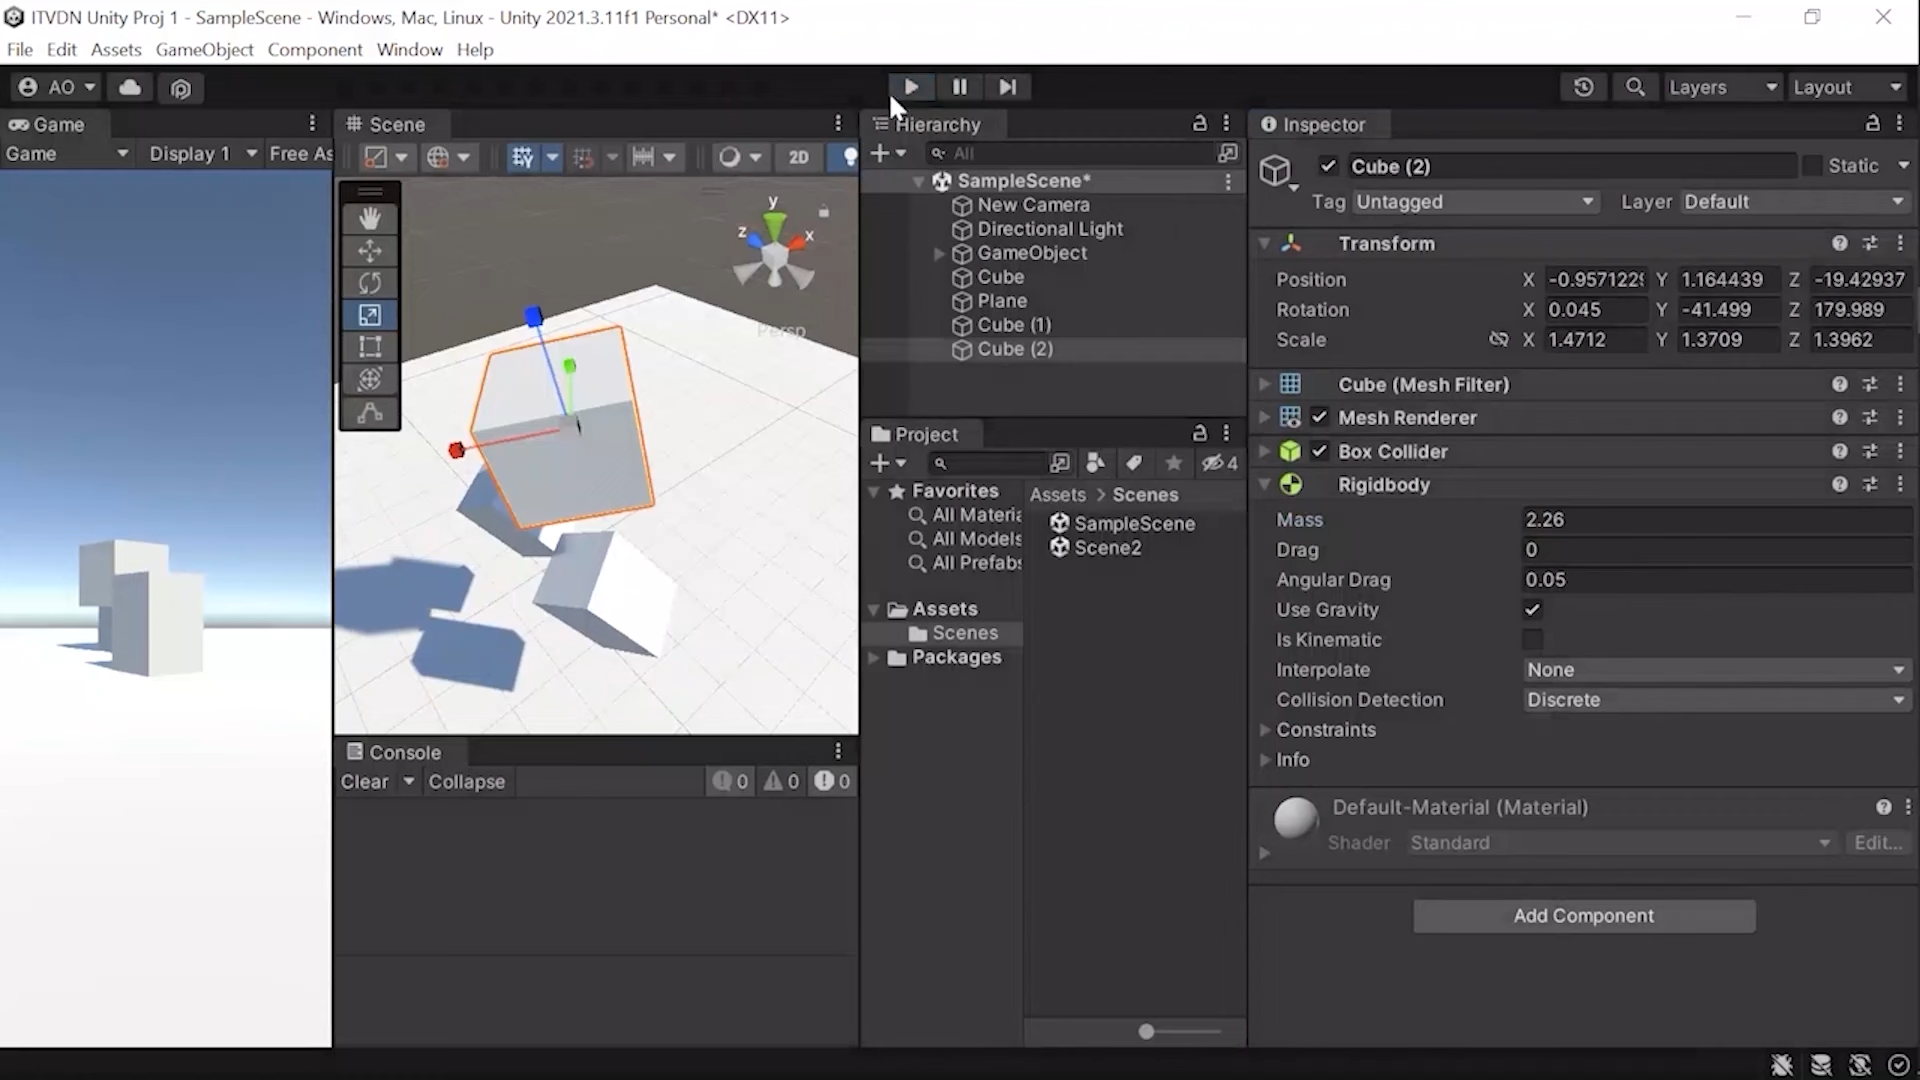 ITVDN Unity Proj 1 - SampleScene - Windows, Mac, Linux - Unity 2021.3.11f1 Personal* <DX11>
File Edit Assets GameObject Component Window Help
AO Layers Layout
Game
Game Display 1 Free As
Scene
2D
y
z x
Persp
Console
Clear Collapse 0 0 0
Hierarchy
All
SampleScene*
New Camera
Directional Light
GameObject
Cube
Plane
Cube (1)
Cube (2)
Project
4
Favorites
All Materia
All Models
All Prefabs
Assets
Scenes
Packages
Assets > Scenes
SampleScene
Scene2
Inspector
Cube (2) Static
Tag Untagged Layer Default
Transform
Position X -0.9571229 Y 1.164439 Z -19.42937
Rotation X 0.045 Y -41.499 Z 179.989
Scale X 1.4712 Y 1.3709 Z 1.3962
Cube (Mesh Filter)
Mesh Renderer
Box Collider
Rigidbody
Mass 2.26
Drag 0
Angular Drag 0.05
Use Gravity
Is Kinematic
Interpolate None
Collision Detection Discrete
Constraints
Info
Default-Material (Material)
Shader Standard Edit...
Add Component